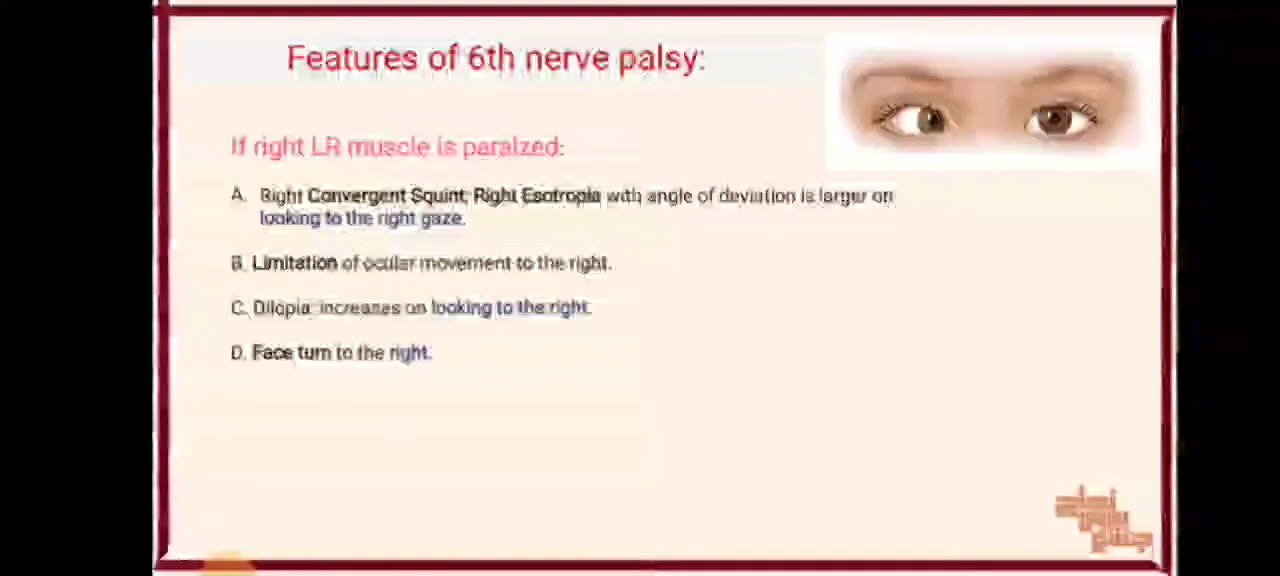 Features of 6th nerve palsy:
If right LR muscle is paralzed:
A. Right Convergent Squint, Right Esotropia with angle of deviation is larger on
looking to the right gaze.
B. Limitation of ocular movement to the right.
C. Dilopia: increases on looking to the right.
D. Face turn to the right.